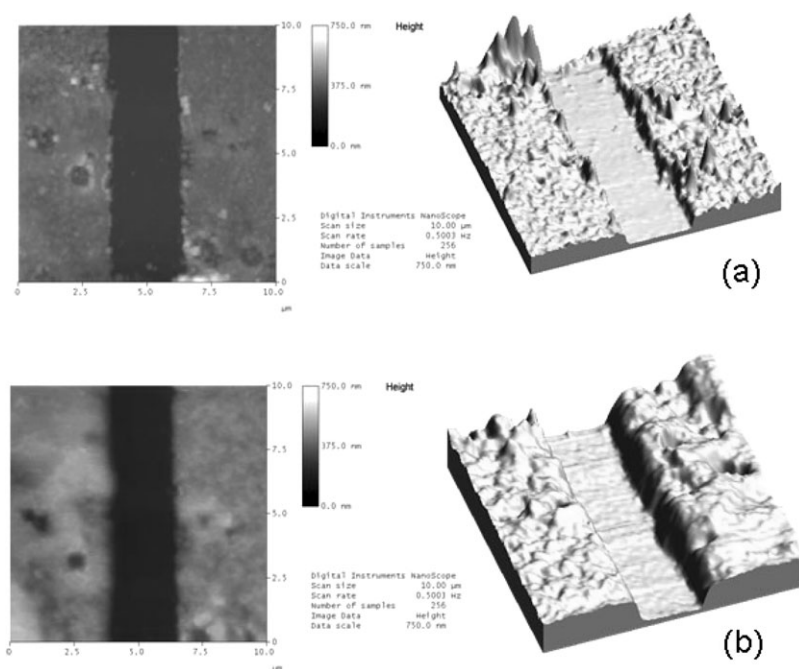 750.0 nm
Height
10.0
7.5
375.0 nm
5.0
0.0 nm
2.5
Digital Instruments NanoScope
Scan size 10.00 μm
Scan rate 0.5003 Hz
Number of samples 256
Image Data Height
Data scale 750.0 nm
0
0 2.5 5.0 7.5 10.0
μm
(a)
750.0 nm
Height
10.0
7.5
375.0 nm
5.0
0.0 nm
2.5
Digital Instruments NanoScope
Scan size 10.00 μm
Scan rate 0.5003 Hz
Number of samples 256
Image Data Height
Data scale 750.0 nm
0
0 2.5 5.0 7.5 10.0
μm
(b)